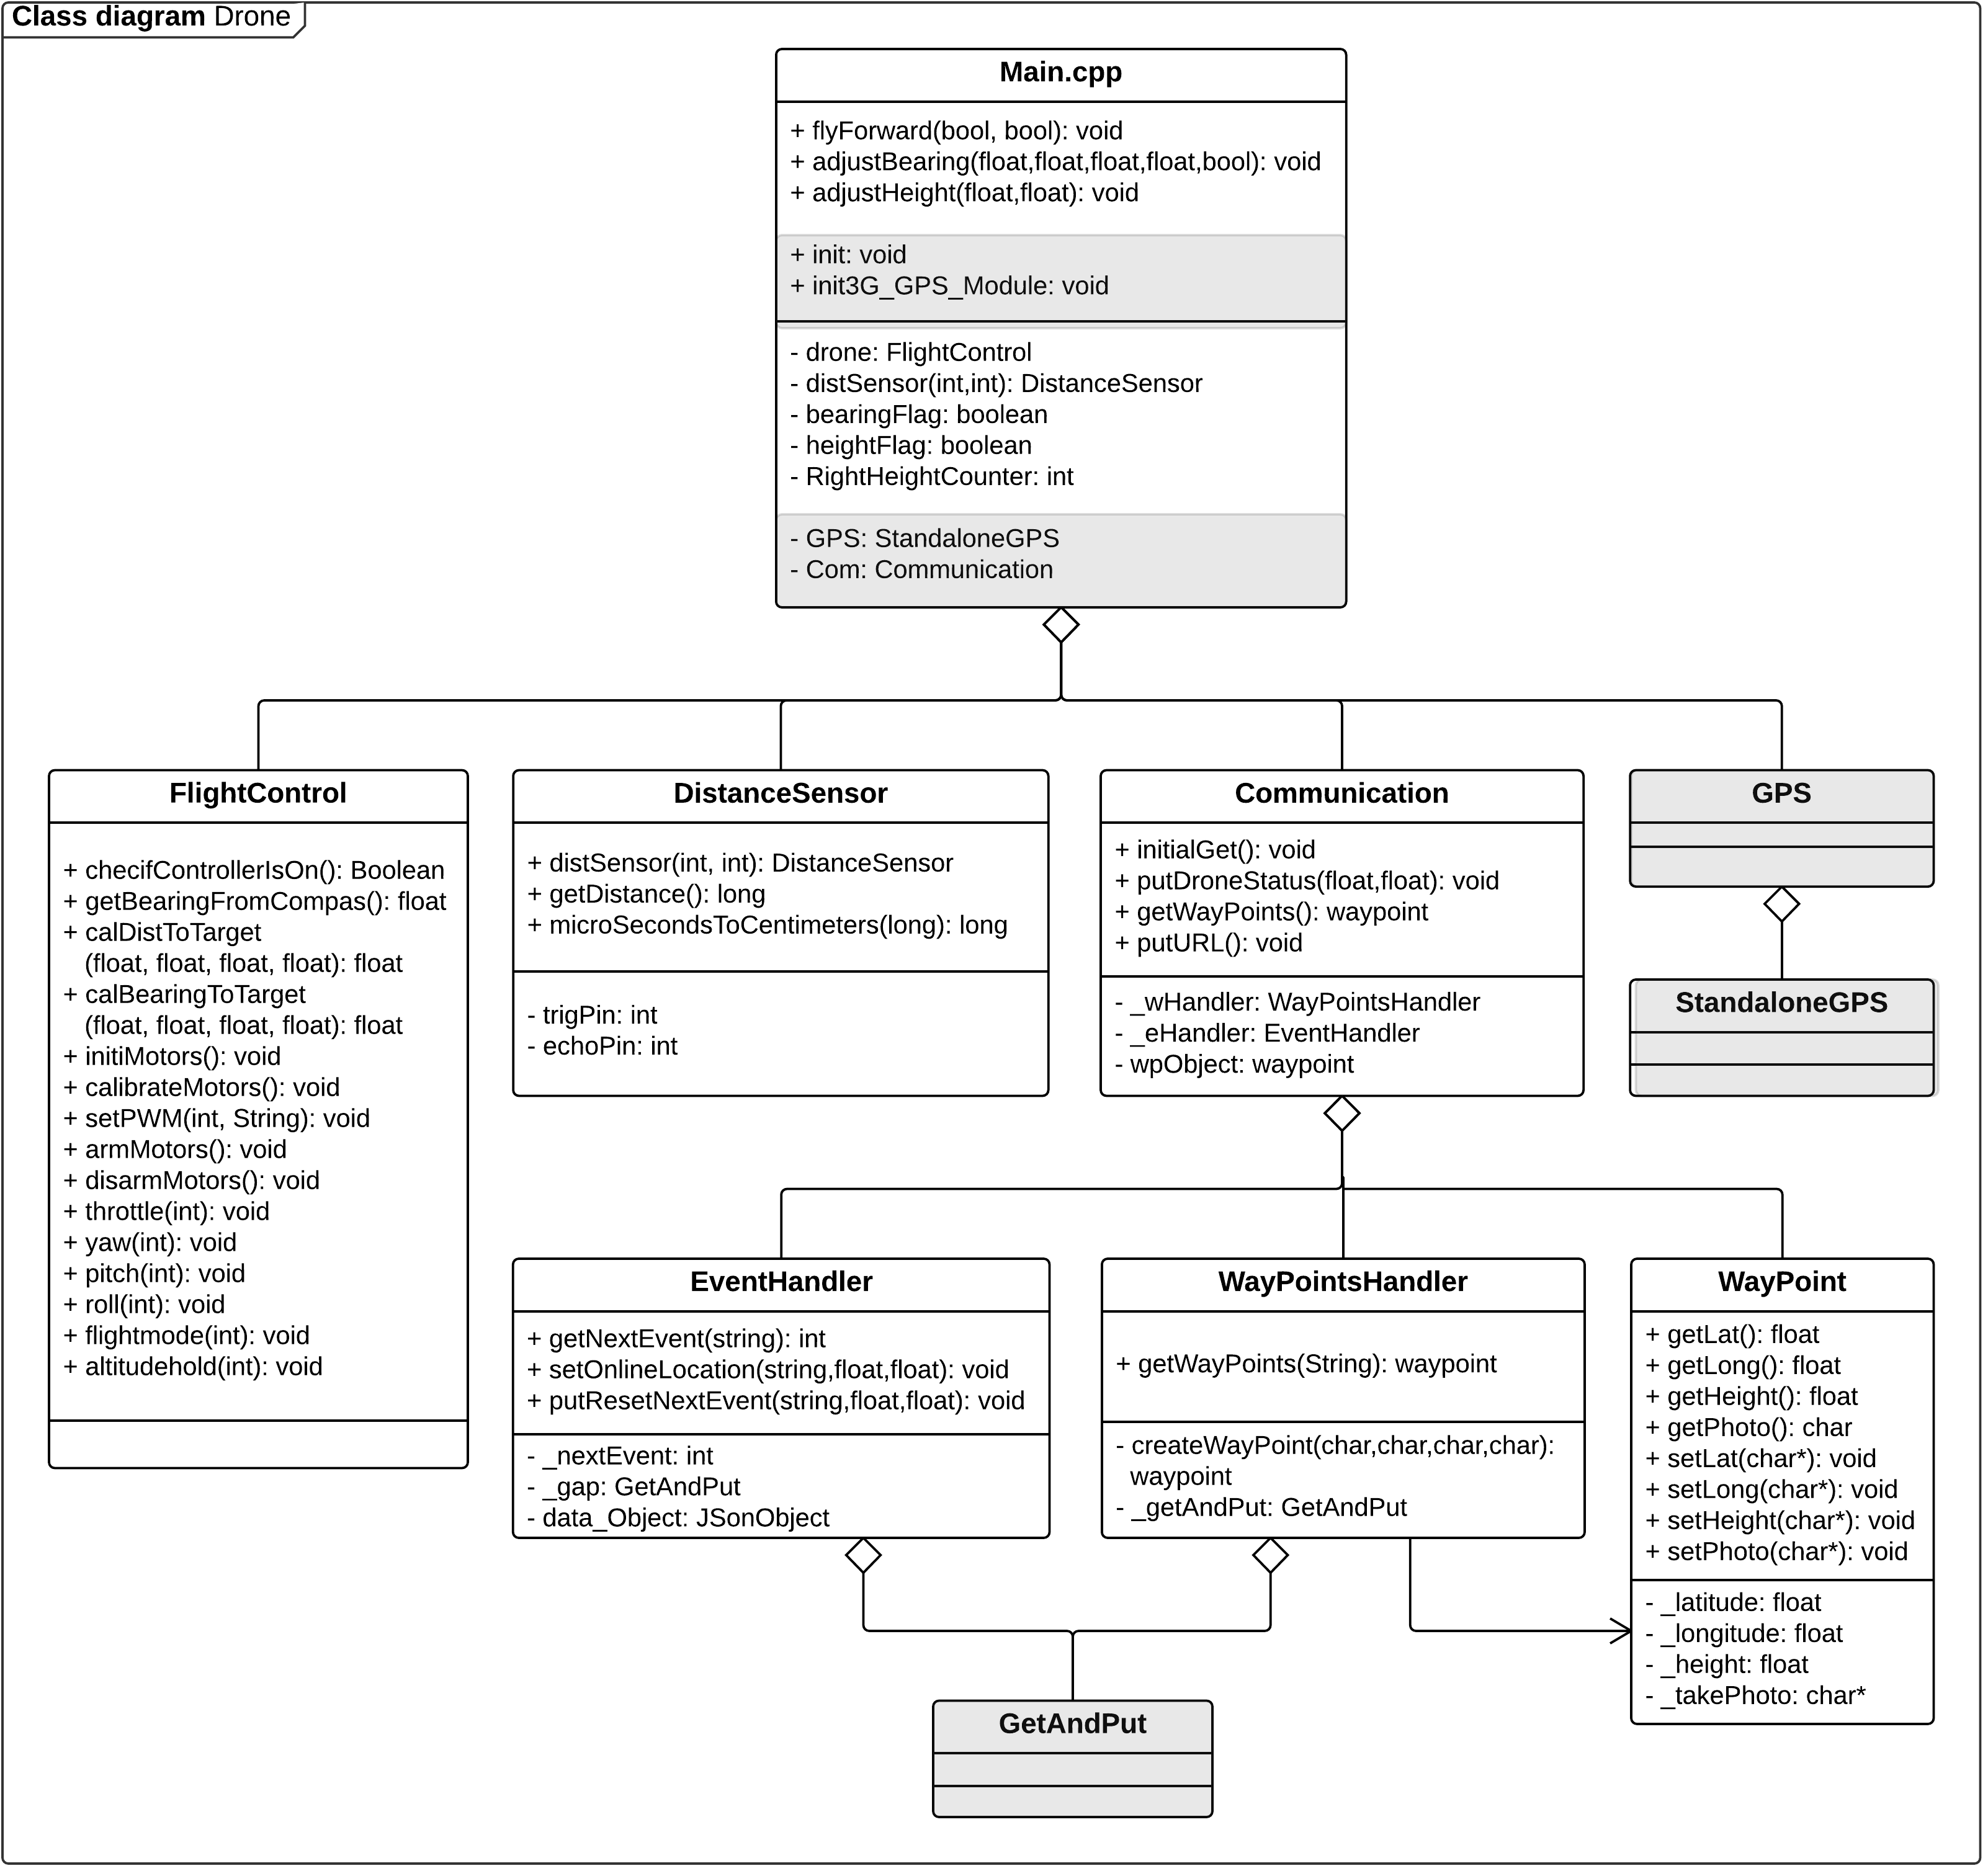 Class diagram Drone
Main.cpp
+ flyForward(bool, bool): void
+ adjustBearing(float,float,float,float,bool): void
+ adjustHeight(float,float): void
+ init: void
+ init3G_GPS_Module: void
- drone: FlightControl
- distSensor(int,int): DistanceSensor
- bearingFlag: boolean
- heightFlag: boolean
- RightHeightCounter: int
- GPS: StandaloneGPS
- Com: Communication
FlightControl
+ checifControllerIsOn(): Boolean
+ getBearingFromCompas(): float
+ calDistToTarget
(float, float, float, float): float
+ calBearingToTarget
(float, float, float, float): float
+ initiMotors(): void
+ calibrateMotors(): void
+ setPWM(int, String): void
+ armMotors(): void
+ disarmMotors(): void
+ throttle(int): void
+ yaw(int): void
+ pitch(int): void
+ roll(int): void
+ flightmode(int): void
+ altitudehold(int): void
DistanceSensor
+ distSensor(int, int): DistanceSensor
+ getDistance(): long
+ microSecondsToCentimeters(long): long
- trigPin: int
- echoPin: int
Communication
+ initialGet(): void
+ putDroneStatus(float,float): void
+ getWayPoints(): waypoint
+ putURL(): void
- _wHandler: WayPointsHandler
- _eHandler: EventHandler
- wpObject: waypoint
GPS
StandaloneGPS
EventHandler
+ getNextEvent(string): int
+ setOnlineLocation(string,float,float): void
+ putResetNextEvent(string,float,float): void
- _nextEvent: int
- _gap: GetAndPut
- data_Object: JSonObject
WayPointsHandler
+ getWayPoints(String): waypoint
- createWayPoint(char,char,char,char):
waypoint
- _getAndPut: GetAndPut
WayPoint
+ getLat(): float
+ getLong(): float
+ getHeight(): float
+ getPhoto(): char
+ setLat(char*): void
+ setLong(char*): void
+ setHeight(char*): void
+ setPhoto(char*): void
- _latitude: float
- _longitude: float
- _height: float
- _takePhoto: char*
GetAndPut